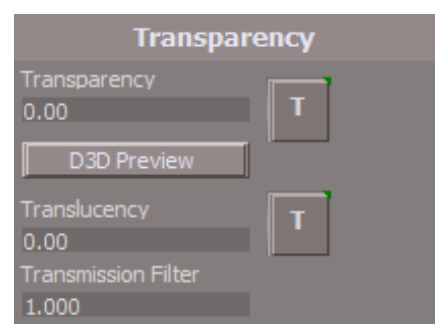 Transparency
Transparency
0.00
T
D3D Preview
Translucency
0.00
T
Transmission Filter
1.000